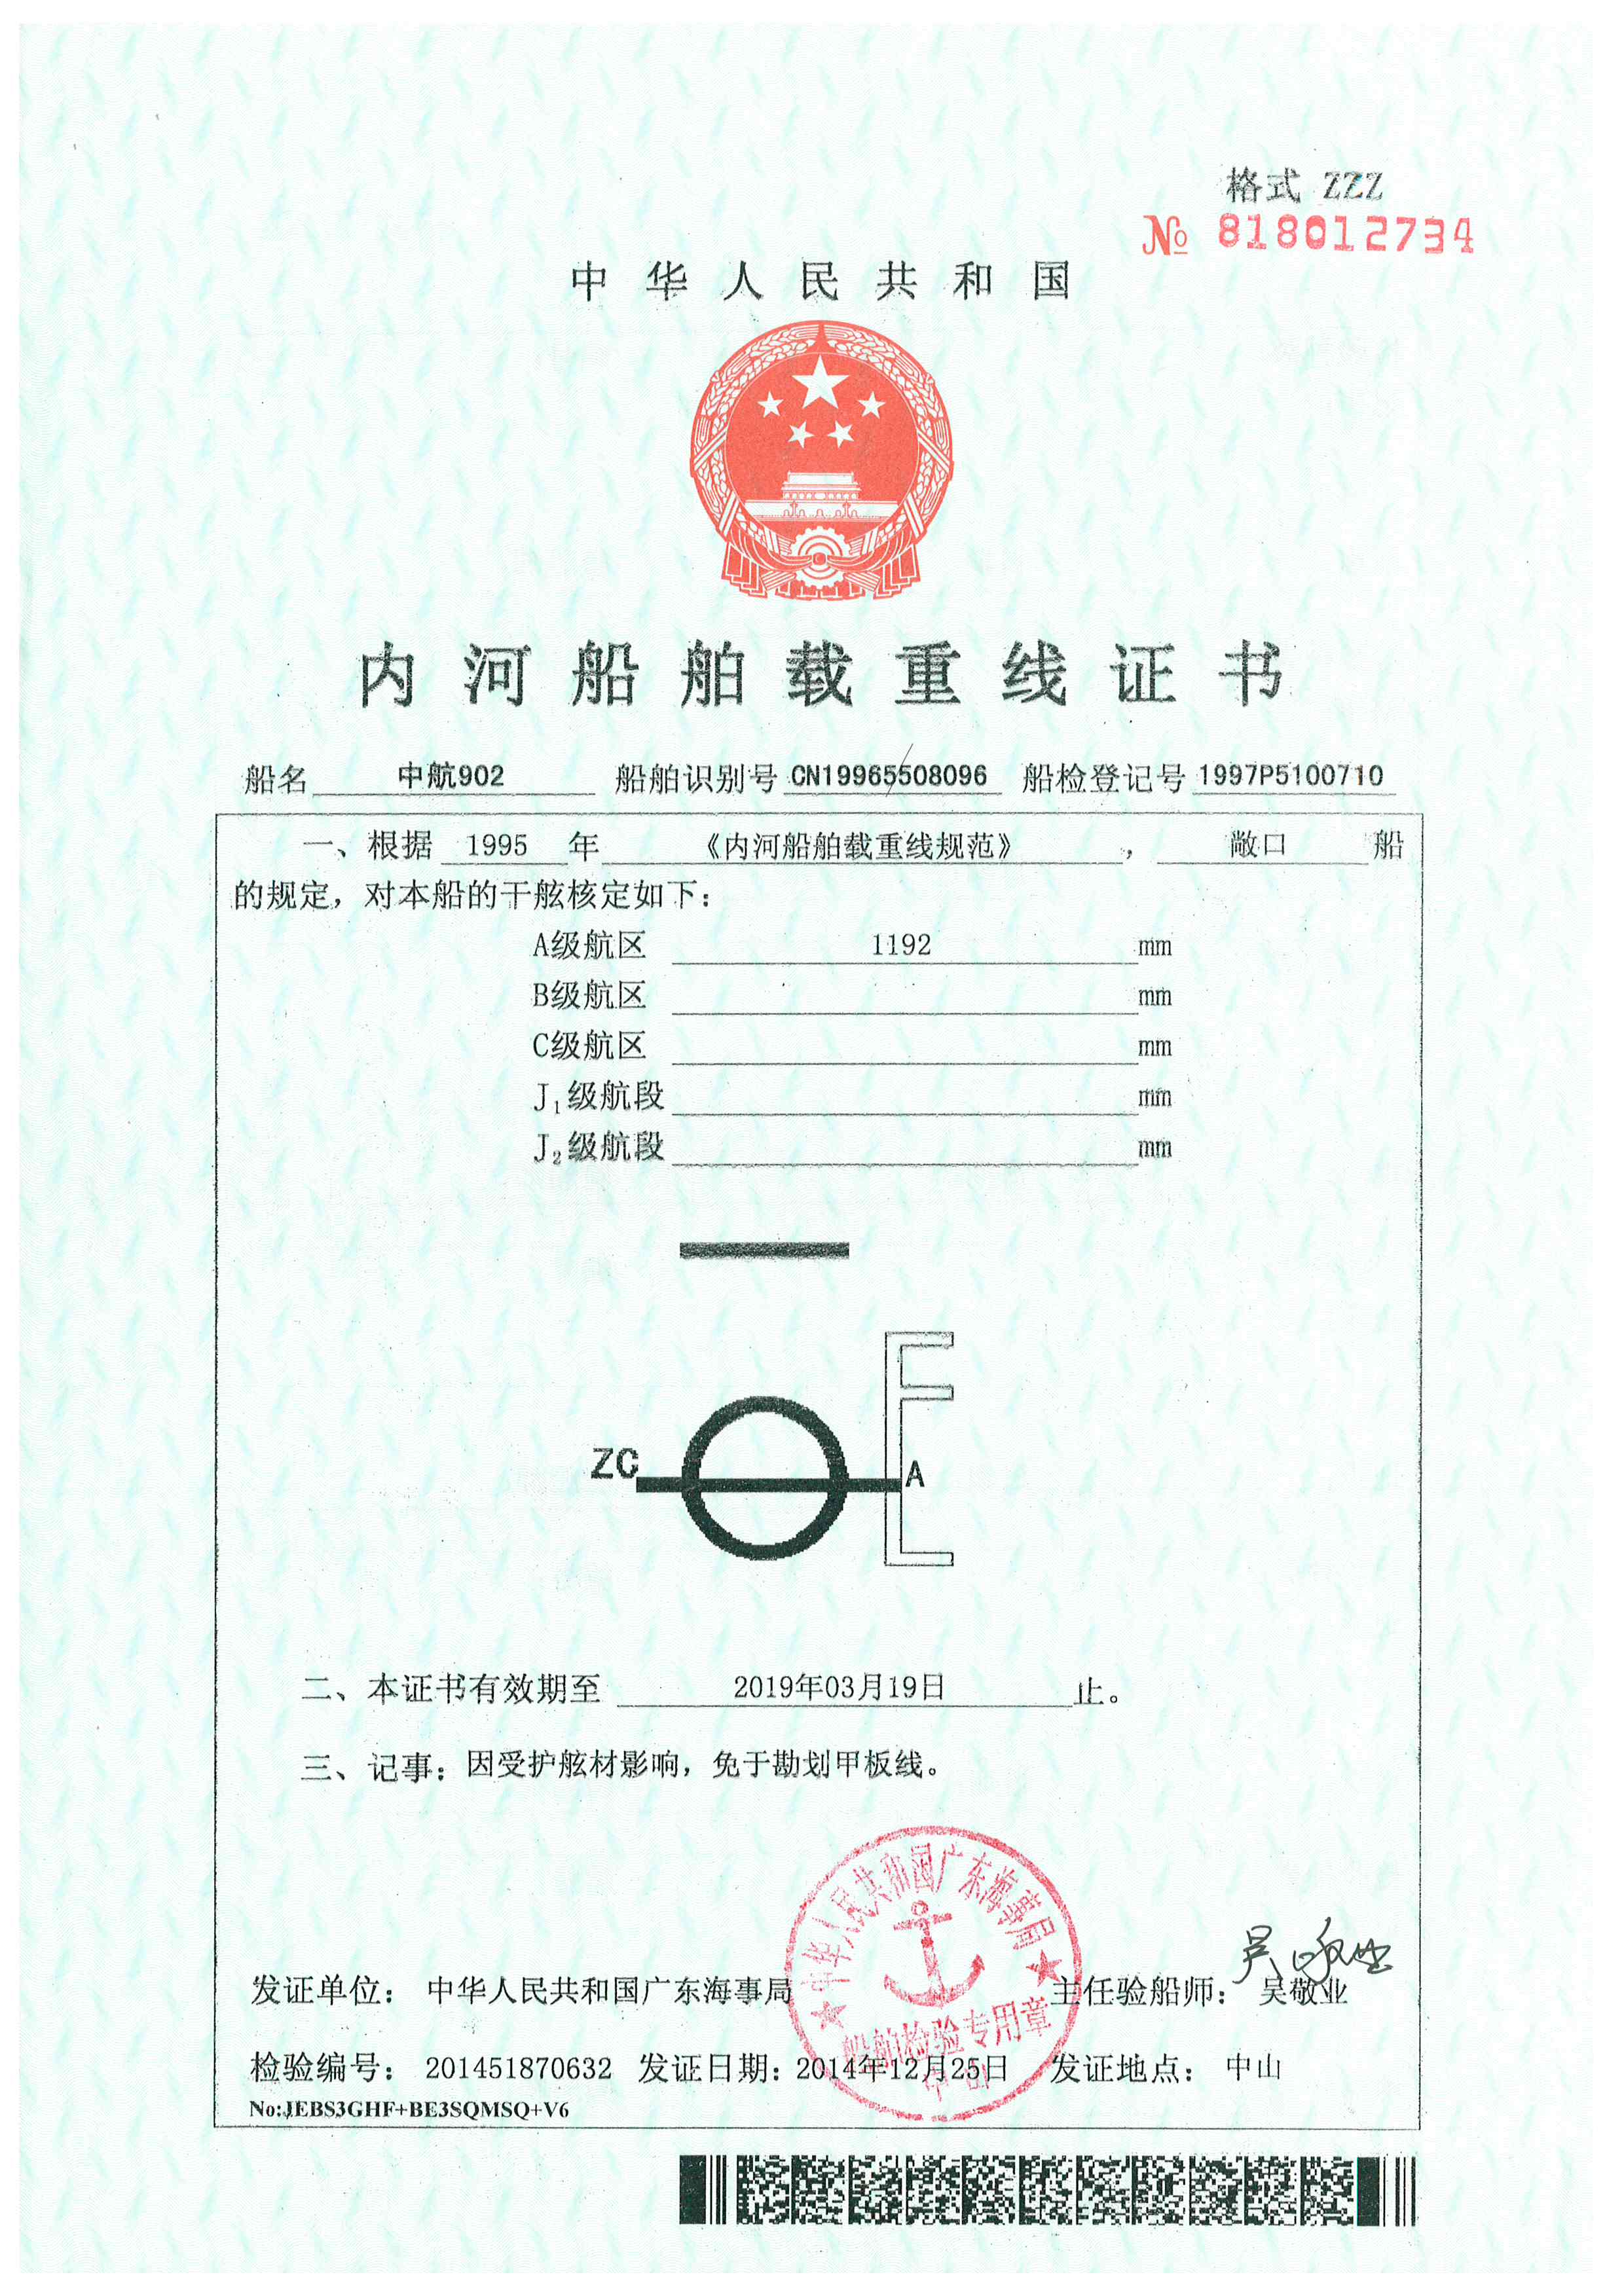 格式 ZZZ
№ 818012734
中华人民共和国
内河船舶载重线证书
船名 中航902 船舶识别号 CN19965508096 船检登记号 1997P5100710
一、根据 1995 年 《内河船舶载重线规范》 , 敞口 船
的规定，对本船的干舷核定如下：
A级航区 1192 mm
B级航区 mm
C级航区 mm
J₁级航段 mm
J₂级航段 mm
ZC A
二、本证书有效期至 2019年03月19日 止。
三、记事：因受护舷材影响，免于勘划甲板线。
中华人民共和国广东海事局
船舶检验专用章
中山
发证单位： 中华人民共和国广东海事局 主任验船师： 吴敬业
检验编号： 201451870632 发证日期：2014年12月25日 发证地点： 中山
No:JEBS3GHF+BE3SQMSQ+V6